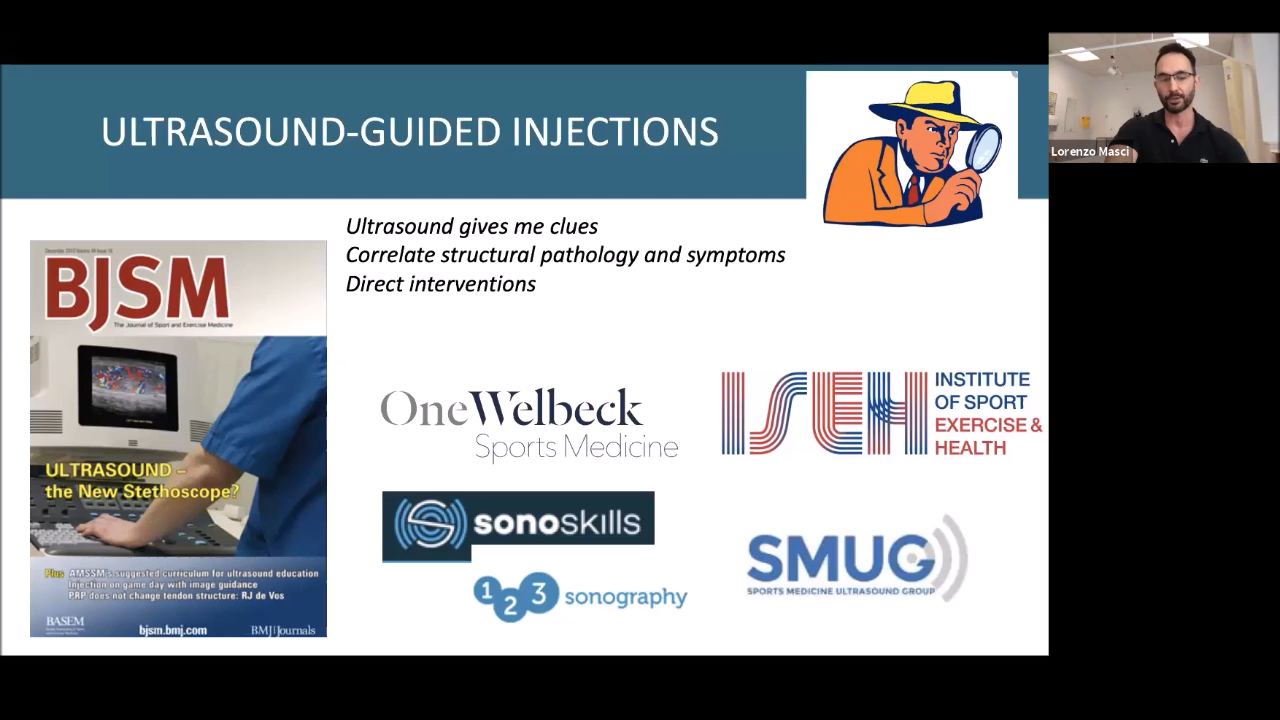 ULTRASOUND-GUIDED INJECTIONS
Lorenzo Masci
Ultrasound gives me clues
Correlate structural pathology and symptoms
Direct interventions
BJSM
The Journal of Sport and Exercise Medicine
ULTRASOUND –
the New Stethoscope?
Plus AMSSM's suggested curriculum for ultrasound education
Injection on game day with image guidance
PRP does not change tendon structure: RJ de Vos
BASEM
bjsm.bmj.com
BMJ Journals
OneWelbeck
Sports Medicine
ISEH
INSTITUTE
OF SPORT
EXERCISE &
HEALTH
sonoskills
123 sonography
SMUG
SPORTS MEDICINE ULTRASOUND GROUP